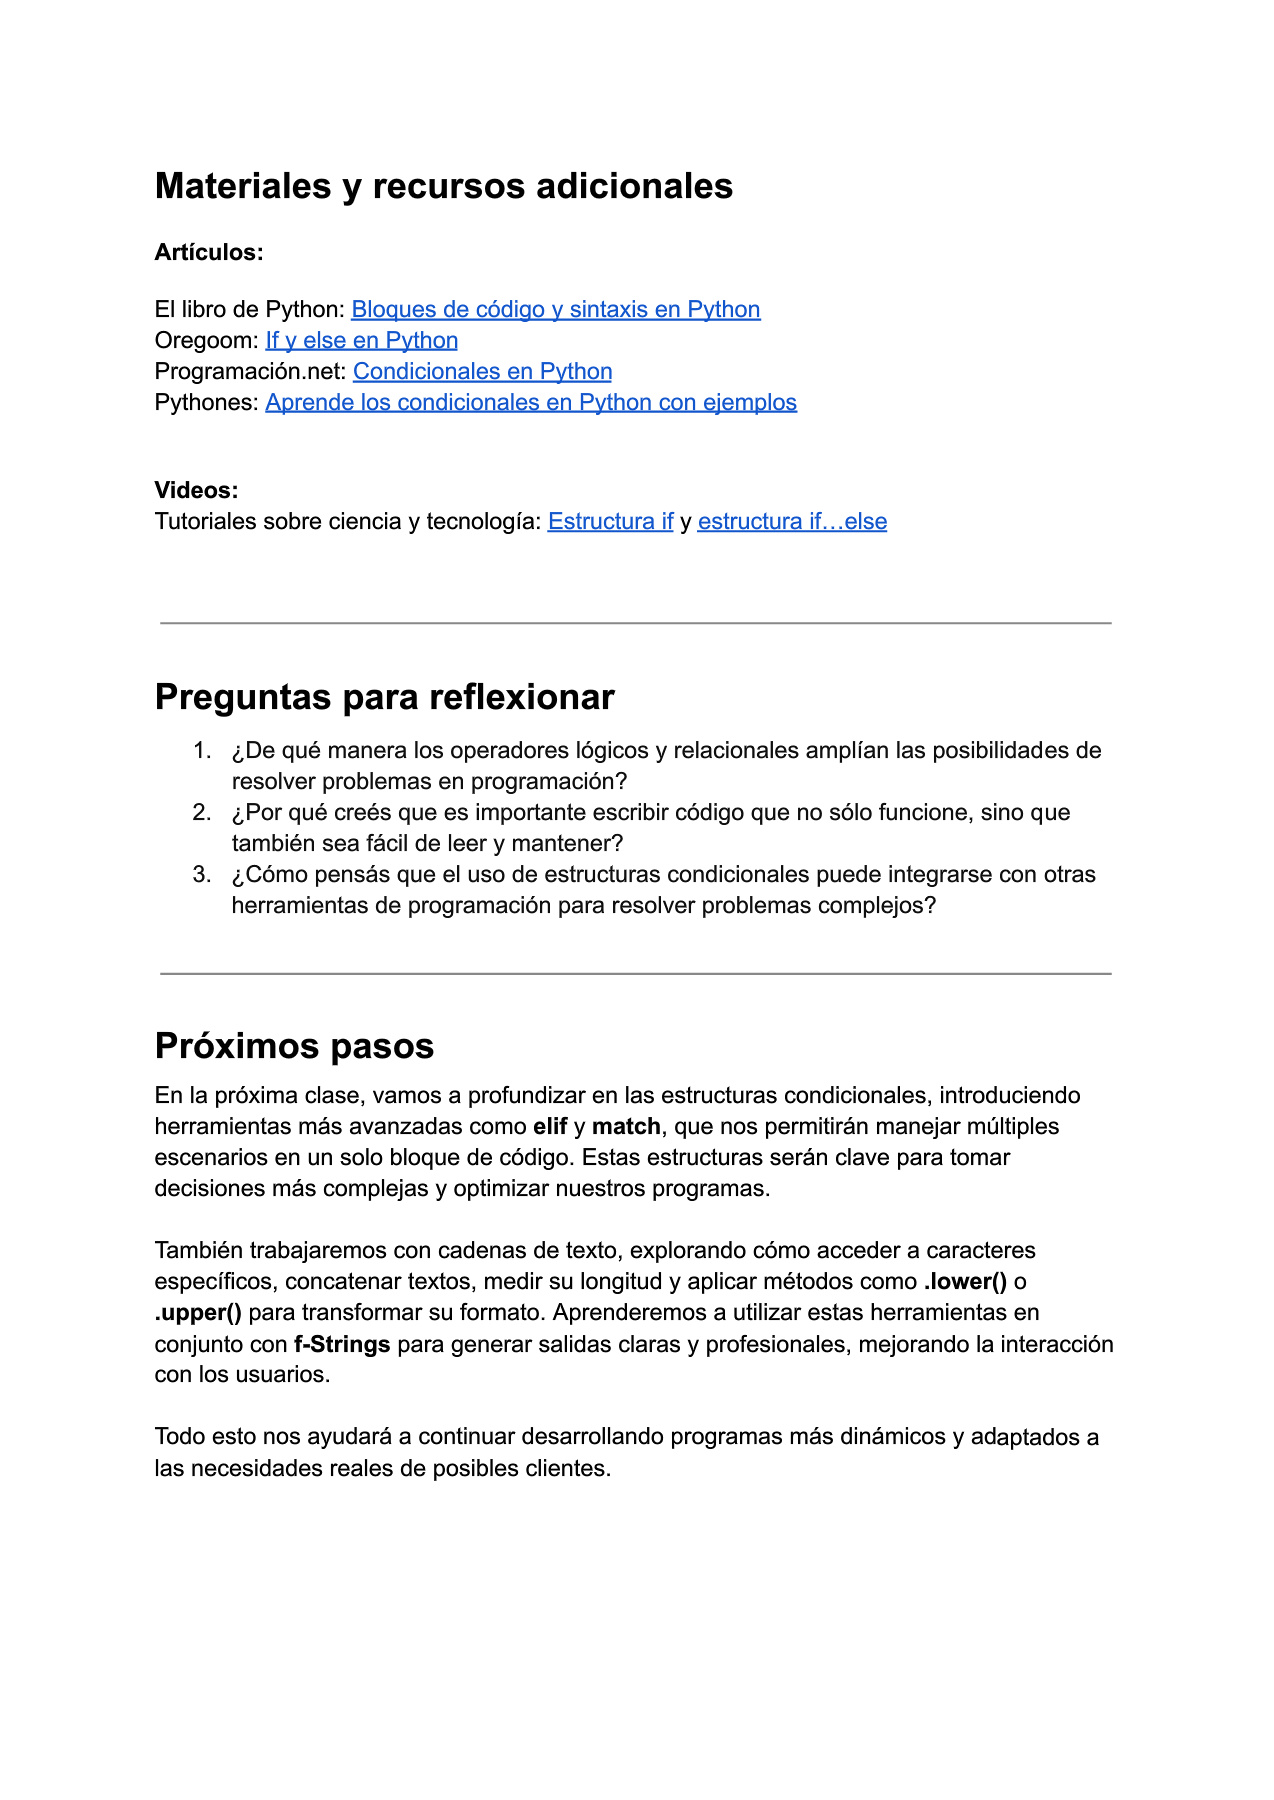 Materiales y recursos adicionales
Artículos:
El libro de Python: Bloques de código y sintaxis en Python
Oregoom: If y else en Python
Programación.net: Condicionales en Python
Pythones: Aprende los condicionales en Python con ejemplos
Videos:
Tutoriales sobre ciencia y tecnología: Estructura if y estructura if…else
Preguntas para reflexionar
1. ¿De qué manera los operadores lógicos y relacionales amplían las posibilidades de
resolver problemas en programación?
2. ¿Por qué creés que es importante escribir código que no sólo funcione, sino que
también sea fácil de leer y mantener?
3. ¿Cómo pensás que el uso de estructuras condicionales puede integrarse con otras
herramientas de programación para resolver problemas complejos?
Próximos pasos
En la próxima clase, vamos a profundizar en las estructuras condicionales, introduciendo
herramientas más avanzadas como elif y match, que nos permitirán manejar múltiples
escenarios en un solo bloque de código. Estas estructuras serán clave para tomar
decisiones más complejas y optimizar nuestros programas.
También trabajaremos con cadenas de texto, explorando cómo acceder a caracteres
específicos, concatenar textos, medir su longitud y aplicar métodos como .lower() o
.upper() para transformar su formato. Aprenderemos a utilizar estas herramientas en
conjunto con f-Strings para generar salidas claras y profesionales, mejorando la interacción
con los usuarios.
Todo esto nos ayudará a continuar desarrollando programas más dinámicos y adaptados a
las necesidades reales de posibles clientes.